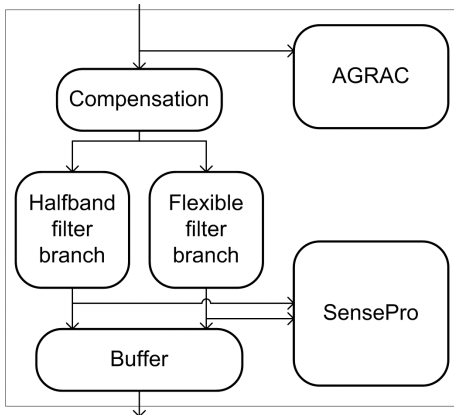 AGRAC
Compensation
Halfband
filter
branch
Flexible
filter
branch
SensePro
Buffer